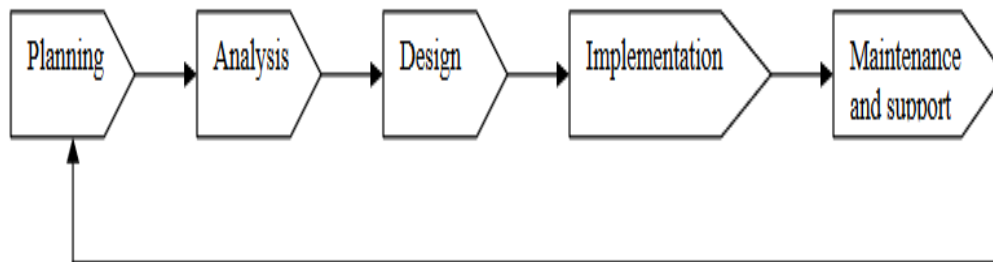 Planning
Analysis
Design
Implementation
Maintenance
and support